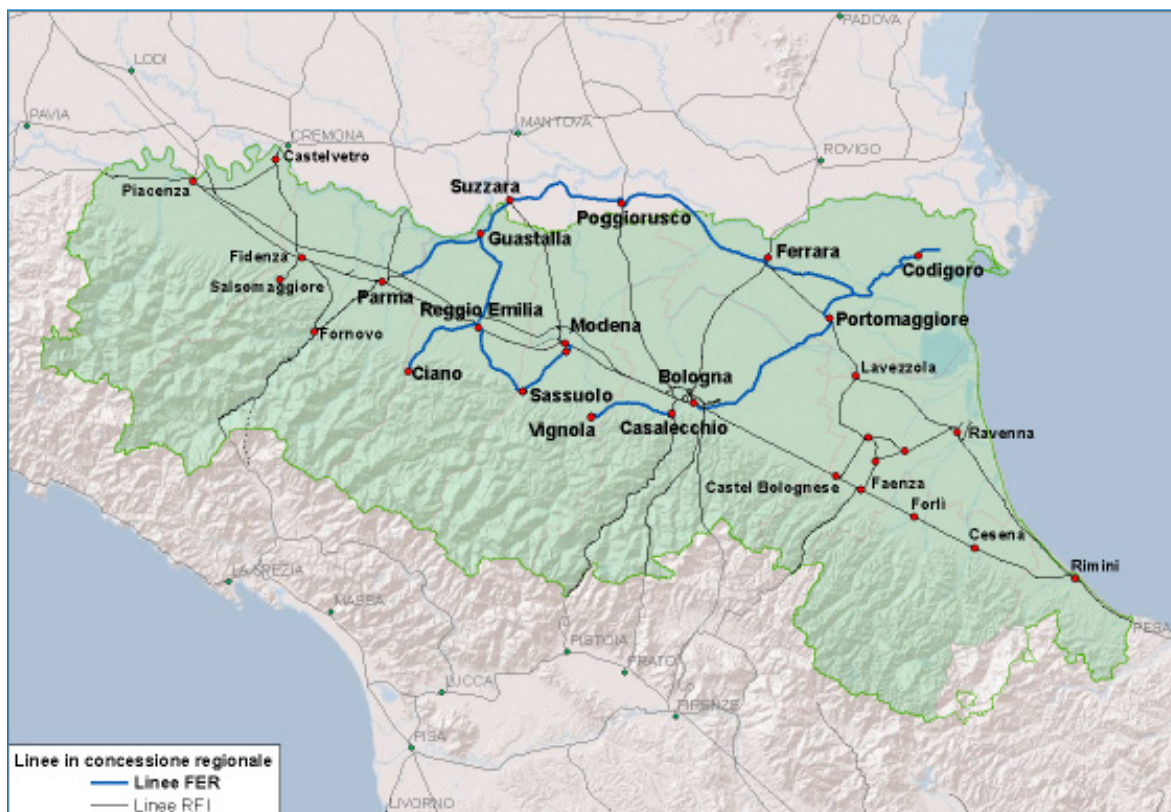 PADOVA
LODI
PAVIA
CREMONA
MANTOVA
Castelvetro
ROVIGO
Piacenza
Suzzara
Poggiorusco
Guastalla
Ferrara
Fidenza
Codigoro
Salsomaggiore
Parma
Reggio Emilia
Portomaggiore
Fornovo
Modena
Ciano
Bologna
Lavezzola
Sassuolo
Vignola
Casalecchio
Ravenna
Castel Bolognese
Faenza
Forlì
Cesena
Rimini
LA SPEZIA
MASSA
PESA
PISTOIA
PRATO
LUCCA
FIRENZE
PISA
LIVORNO
Linee in concessione regionale
Linee FER
Linee RFI